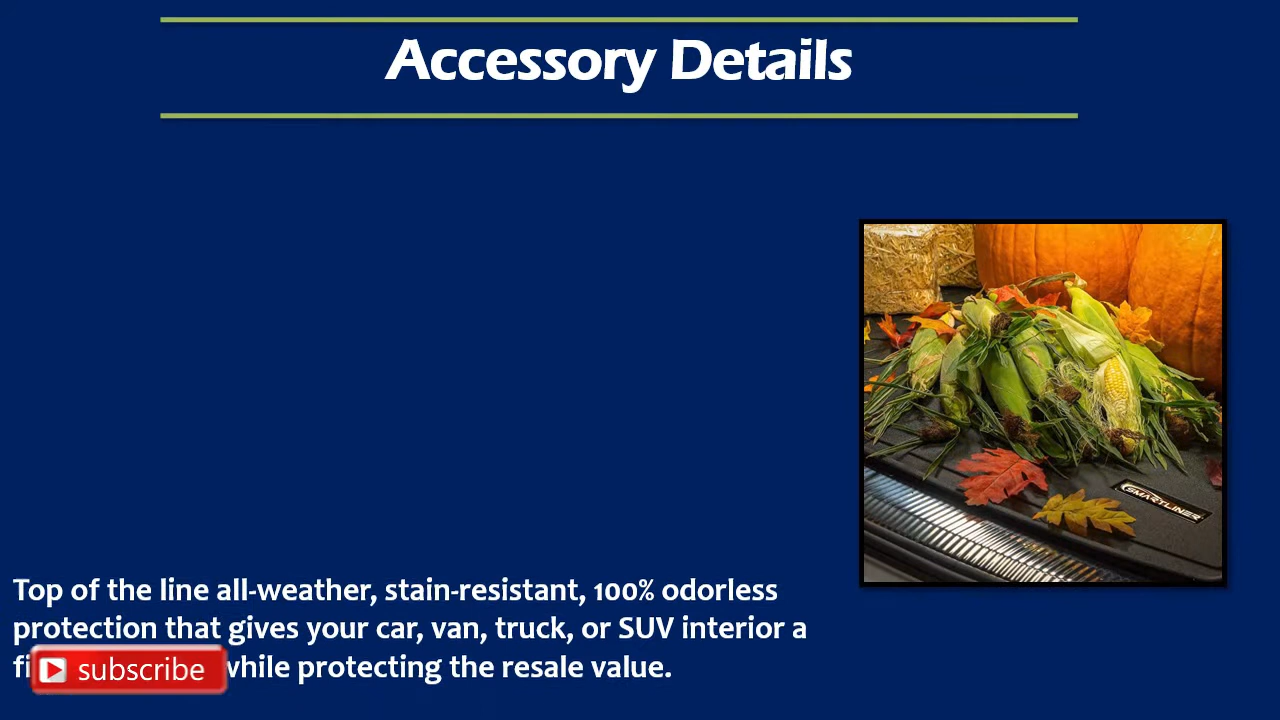 Accessory Details
SMARTLINER
Top of the line all-weather, stain-resistant, 100% odorless
protection that gives your car, van, truck, or SUV interior a
while protecting the resale value.
subscribe